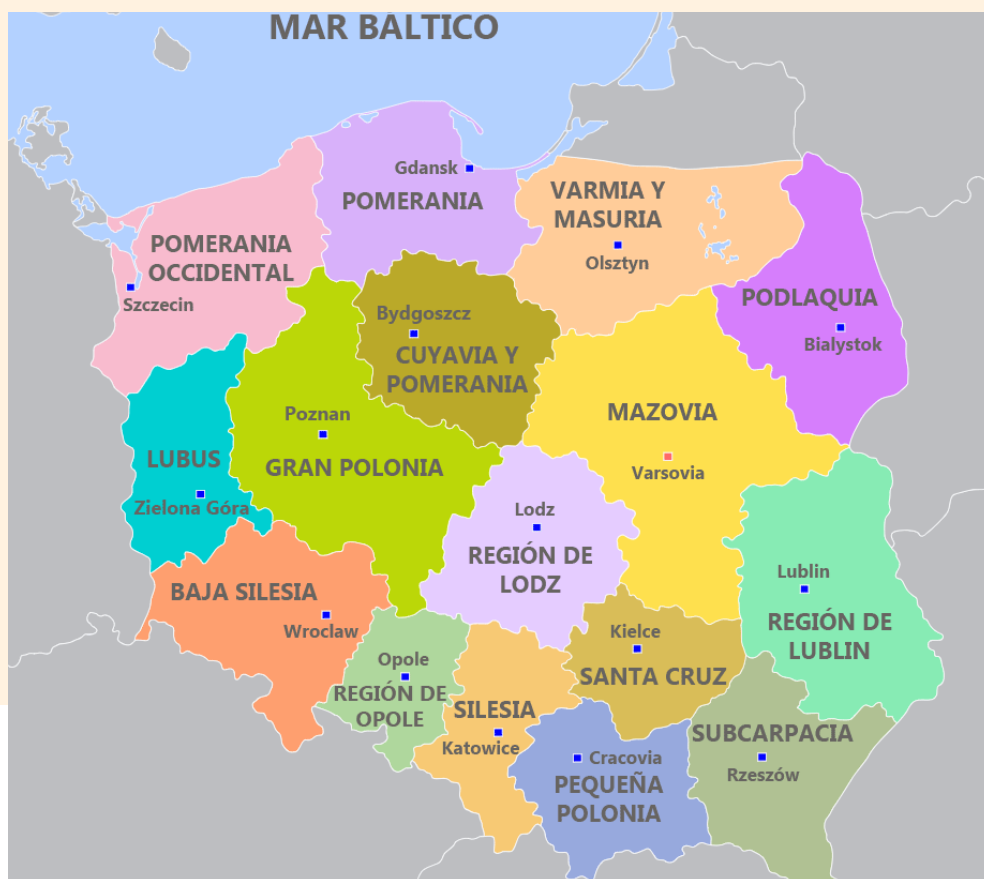 MAR BÁLTICO
Gdansk
POMERANIA
VARMIA Y
MASURIA
Olsztyn
POMERANIA
OCCIDENTAL
Szczecin
PODLAQUIA
Bialystok
Bydgoszcz
CUYAVIA Y
POMERANIA
MAZOVIA
Varsovia
Poznan
GRAN POLONIA
LUBUS
Zielona Góra
Lodz
REGIÓN DE
LODZ
BAJA SILESIA
Wroclaw
Lublin
REGIÓN DE
LUBLIN
Kielce
SANTA CRUZ
Opole
REGIÓN DE
OPOLE
SILESIA
Katowice
SUBCARPACIA
Rzeszów
Cracovia
PEQUEÑA
POLONIA